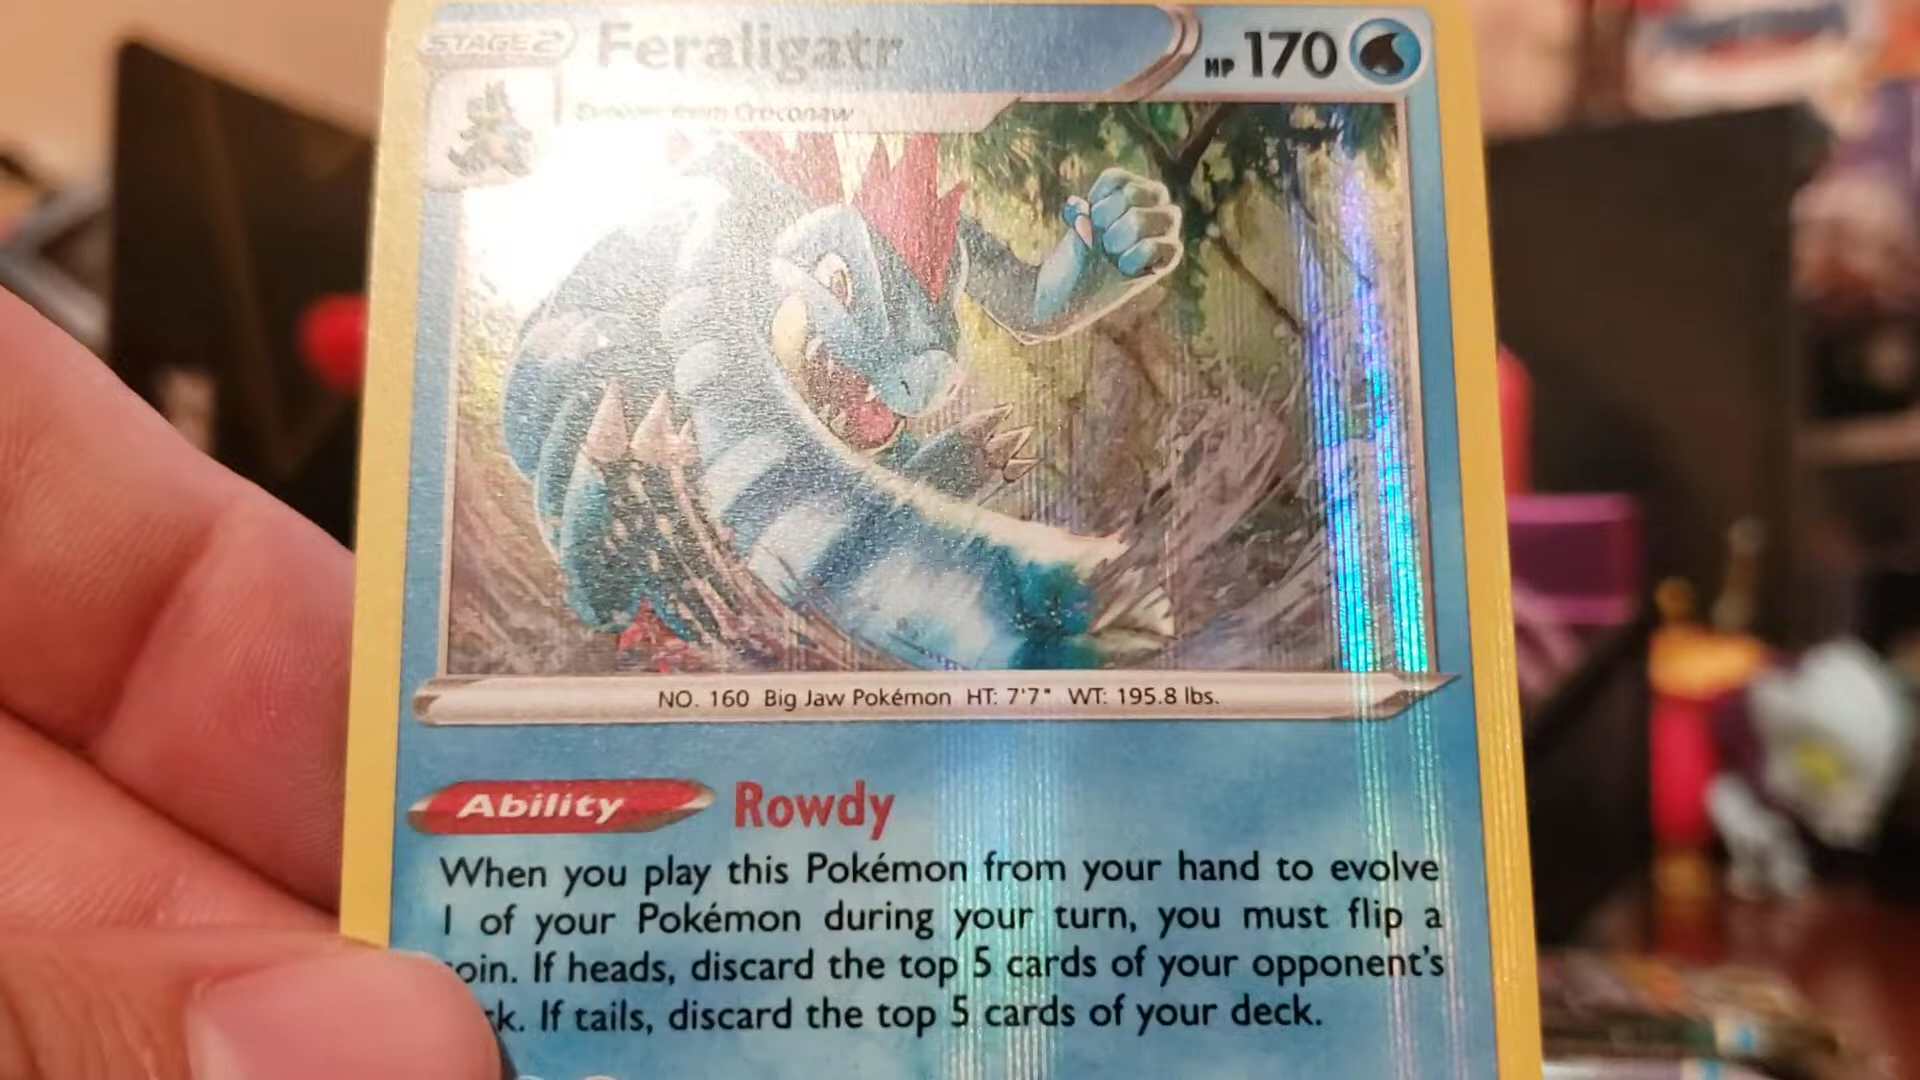 STAGE 2
Feraligatr
HP 170
Evolves from Croconaw
NO. 160 Big Jaw Pokémon HT: 7'7" WT: 195.8 lbs.
Ability Rowdy
When you play this Pokémon from your hand to evolve
1 of your Pokémon during your turn, you must flip a
oin. If heads, discard the top 5 cards of your opponent's
k. If tails, discard the top 5 cards of your deck.